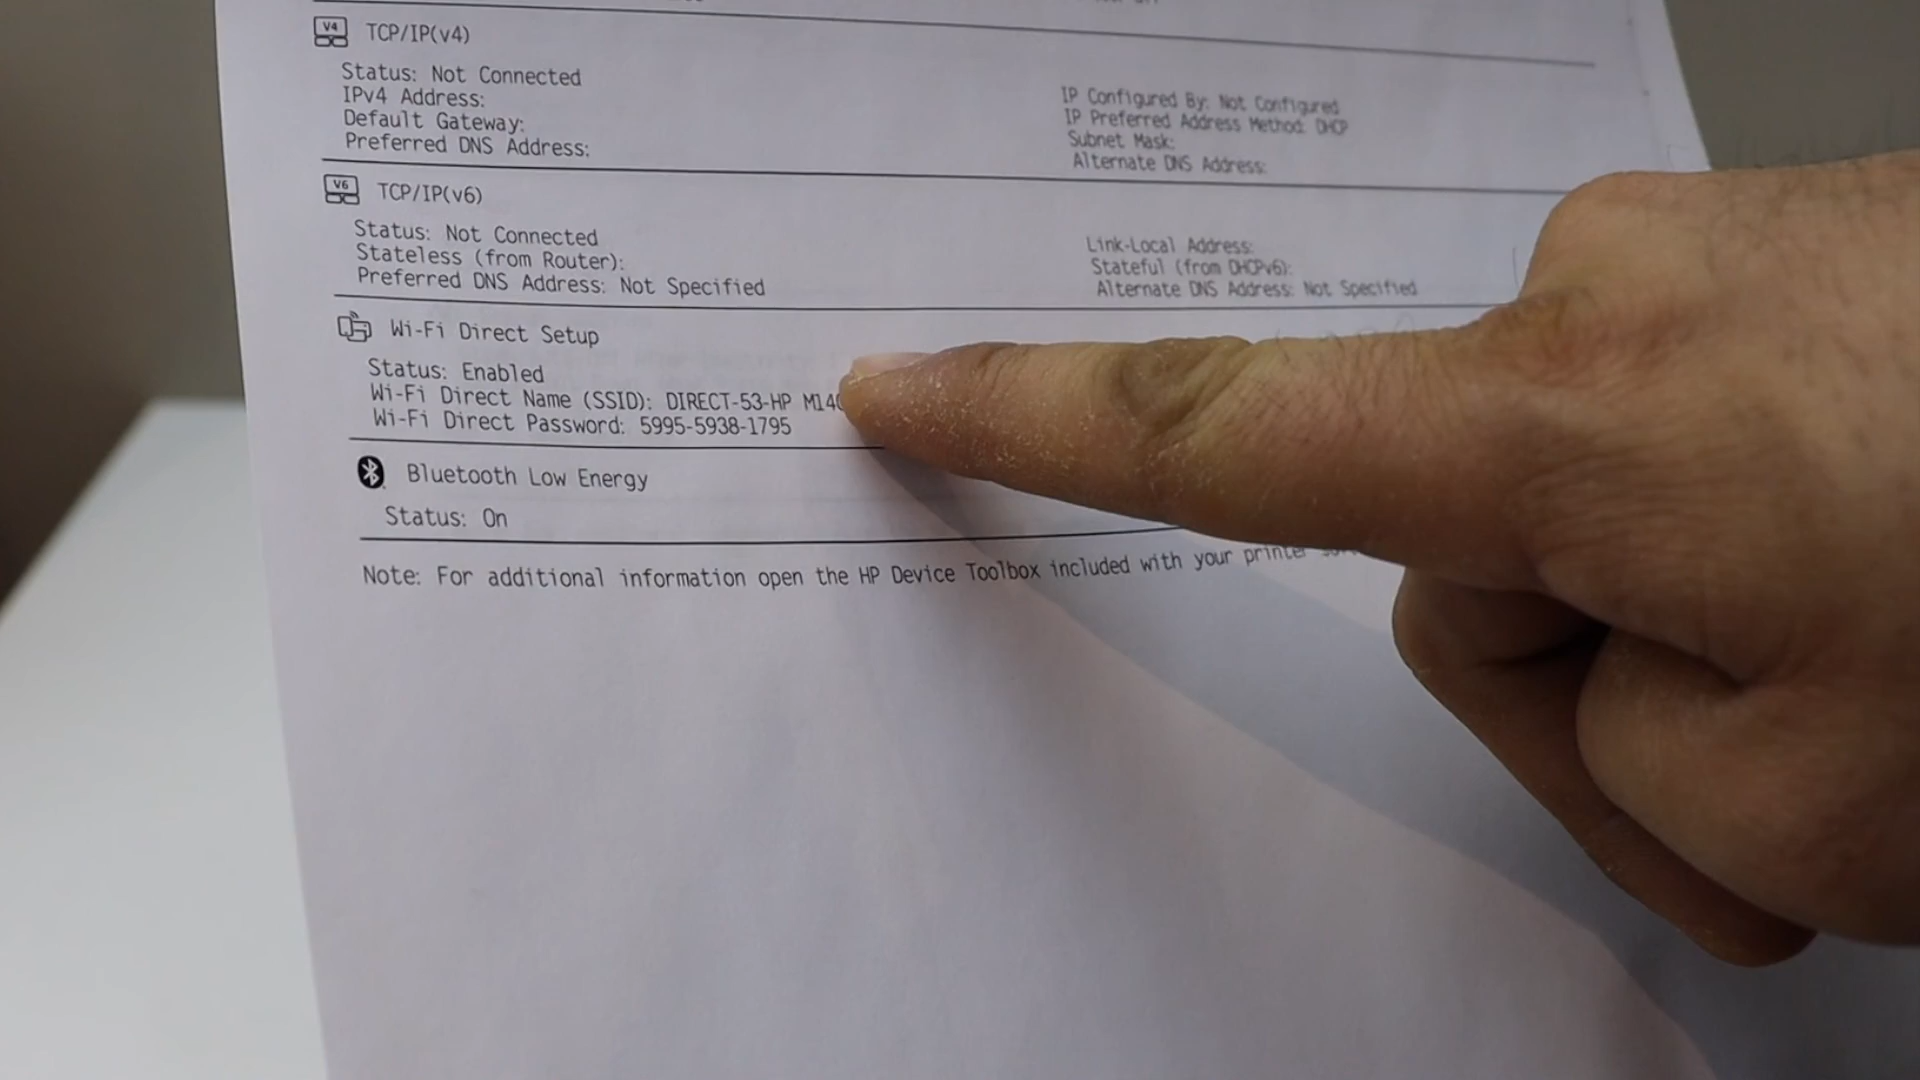 V4 TCP/IP(v4)
Status: Not Connected
IPv4 Address:
Default Gateway:
Preferred DNS Address:
IP Configured By: Not Configured
IP Preferred Address Method: DHCP
Subnet Mask:
Alternate DNS Address:
V6 TCP/IP(v6)
Status: Not Connected
Stateless (from Router):
Preferred DNS Address: Not Specified
Link-Local Address:
Stateful (from DHCPv6):
Alternate DNS Address: Not Specified
Wi-Fi Direct Setup
Status: Enabled
Wi-Fi Direct Name (SSID): DIRECT-53-HP
Wi-Fi Direct Password: 5995-5938-1795
Bluetooth Low Energy
Status: On
Note: For additional information open the HP Device Toolbox included with your printer